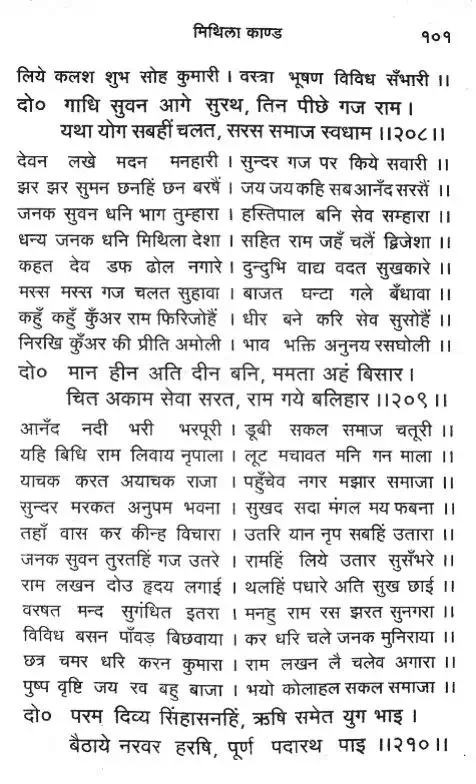 मिथिला काण्ड १०१
लिये कलश शुभ सोह कुमारी । वस्त्रा भूषण विविध सँभारी ।।
दो० गाधि सुवन आगे सुरथ, तिन पीछे गज राम ।
यथा योग सबहीं चलत, सरस समाज स्वधाम ।।२०८।।
देवन लखे मदन मनहारी । सुन्दर गज पर किये सवारी ।।
झर झर सुमन छनहिं छन बरषैं । जय जय कहि सब आनँद सरसैं ।।
जनक सुवन धनि भाग तुम्हारा । हस्तिपाल बनि सेव सम्हारा ।।
धन्य जनक धनि मिथिला देशा । सहित राम जहँ चलैं द्विजेशा ।।
कहत देव डफ ढोल नगारे । दुन्दुभि वाद्य वदत सुखकारे ।।
मस्स मस्स गज चलत सुहावा । बाजत घन्टा गले बँधावा ।।
कहुँ कहुँ कुँअर राम फिरिजोहैं । धीर बने करि सेव सुसोहैं ।।
निरखि कुँअर की प्रीति अमोली । भाव भक्ति अनुनय रसघोली ।।
दो० मान हीन अति दीन बनि, ममता अहं बिसार ।
चित अकाम सेवा सरत, राम गये बलिहार ।।२०९।।
आनँद नदी भरी भरपूरी । डूबी सकल समाज चतूरी ।।
यहि बिधि राम लिवाय नृपाला । लूट मचावत मनि गन माला ।।
याचक करत अयाचक राजा । पहुँचेव नगर मझार समाजा ।।
सुन्दर मरकत अनुपम भवना । सुखद सदा मंगल मय फबना ।।
तहाँ वास कर कीन्ह विचारा । उतरि यान नृप सबहिं उतारा ।।
जनक सुवन तुरतहिं गज उतरे । रामहिं लिये उतार सुसँभरे ।।
राम लखन दोउ हृदय लगाई । थलहिं पधारे अति सुख छाई ।।
वरषत मन्द सुगंधित इतरा । मनहु राम रस झरत सुनगरा ।।
विविध बसन पाँवड़ बिछवाया । कर धरि चले जनक मुनिराया ।।
छत्र चमर धरि करन कुमारा । राम लखन लै चलेव अगारा ।।
पुष्प वृष्टि जय रव बहु बाजा । भयो कोलाहल सकल समाजा ।।
दो० परम दिव्य सिंहासनहिं, ऋषि समेत युग भाइ ।
बैठाये नरवर हरषि, पूर्ण पदारथ पाइ ।।२१०।।